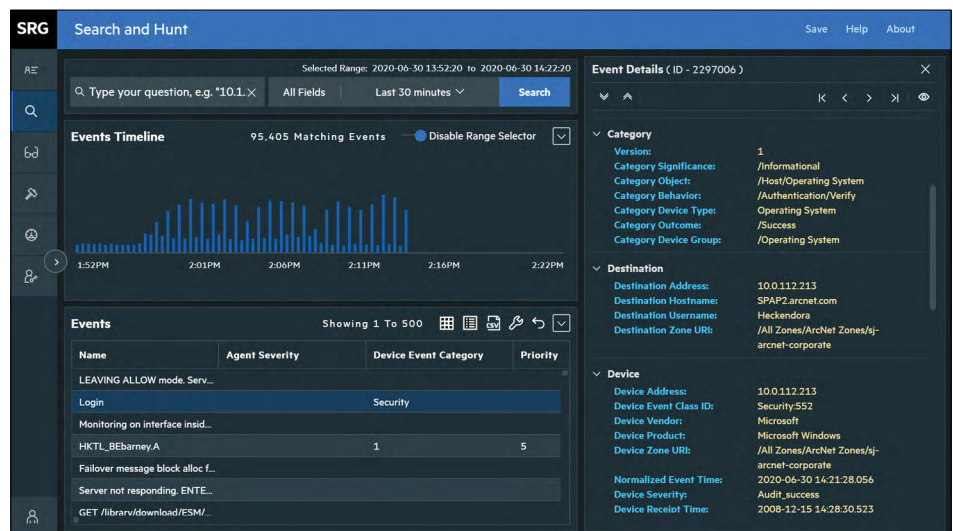 SRG
Search and Hunt
Save Help About
Selected Range: 2020-06-30 13:52:20 to 2020-06-30 14:22:20
Type your question, e.g. "10.1.
All Fields
Last 30 minutes
Search
Events Timeline
95,405 Matching Events
Disable Range Selector
1:52PM 2:01PM 2:06PM 2:11PM 2:16PM 2:22PM
Events
Showing 1 To 500
CSV
Name Agent Severity Device Event Category Priority
LEAVING ALLOW mode. Serv...
Login Security
Monitoring on interface insid...
HKTL_BEbarney.A 1 5
Failover message block alloc f...
Server not responding. ENTE...
GET /library/download/ESM/...
Event Details ( ID - 2297006 )
Category
Version: 1
Category Significance: /Informational
Category Object: /Host/Operating System
Category Behavior: /Authentication/Verify
Category Device Type: Operating System
Category Outcome: /Success
Category Device Group: /Operating System
Destination
Destination Address: 10.0.112.213
Destination Hostname: SPAP2.arcnet.com
Destination Username: Heckendora
Destination Zone URI: /All Zones/ArcNet Zones/sj-
arcnet-corporate
Device
Device Address: 10.0.112.213
Device Event Class ID: Security:552
Device Vendor: Microsoft
Device Product: Microsoft Windows
Device Zone URI: /All Zones/ArcNet Zones/sj-
arcnet-corporate
Normalized Event Time: 2020-06-30 14:21:28.056
Device Severity: Audit_success
Device Receipt Time: 2008-12-15 14:28:30.523